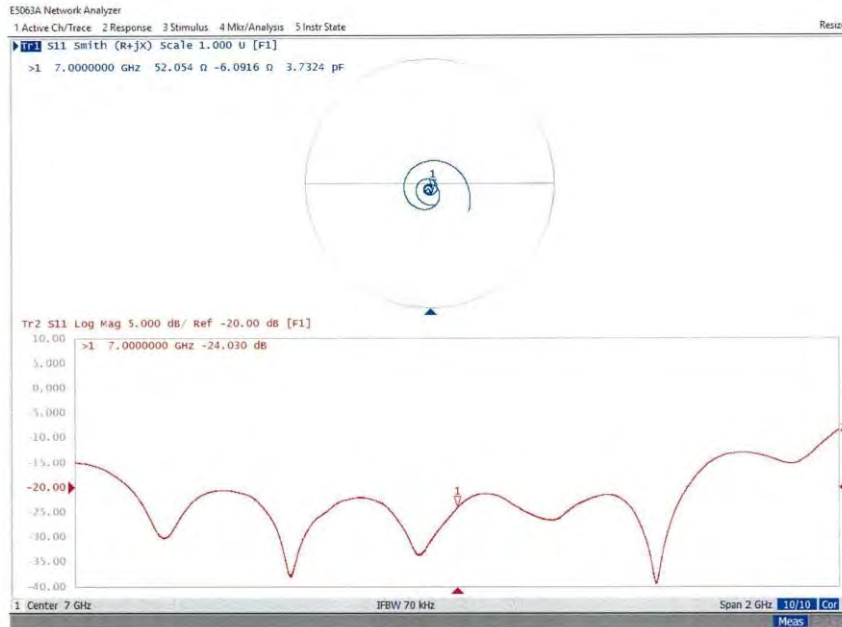 E5063A Network Analyzer
1 Active Ch/Trace 2 Response 3 Stimulus 4 Mkr/Analysis 5 Instr State
Tr1 S11 Smith (R+jX) Scale 1.000 U [F1]
>1 7.0000000 GHz 52.054 Ω -6.0916 Ω 3.7324 pF
1
Tr2 S11 Log Mag 5.000 dB/ Ref -20.00 dB [F1]
10.00
>1 7.0000000 GHz -24.030 dB
5.000
0.000
-5.000
-10.00
-15.00
-20.00
1
-25.00
-30.00
-35.00
-40.00
1 Center 7 GHz IFBW 70 kHz Span 2 GHz 10/10 Cor
Meas